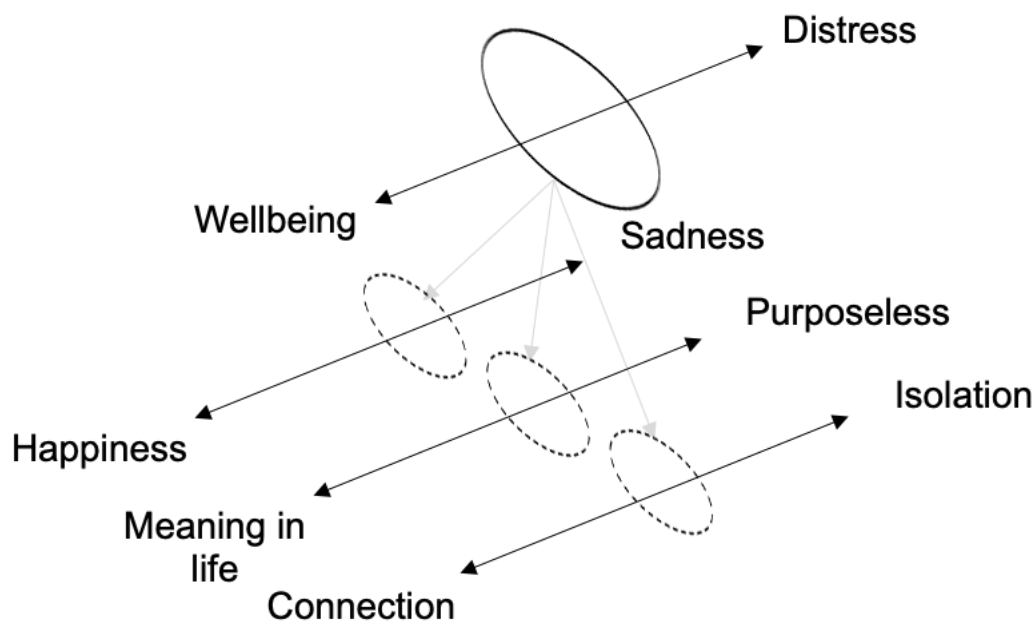 Distress
Wellbeing
Sadness
Purposeless
Isolation
Happiness
Meaning in
life
Connection